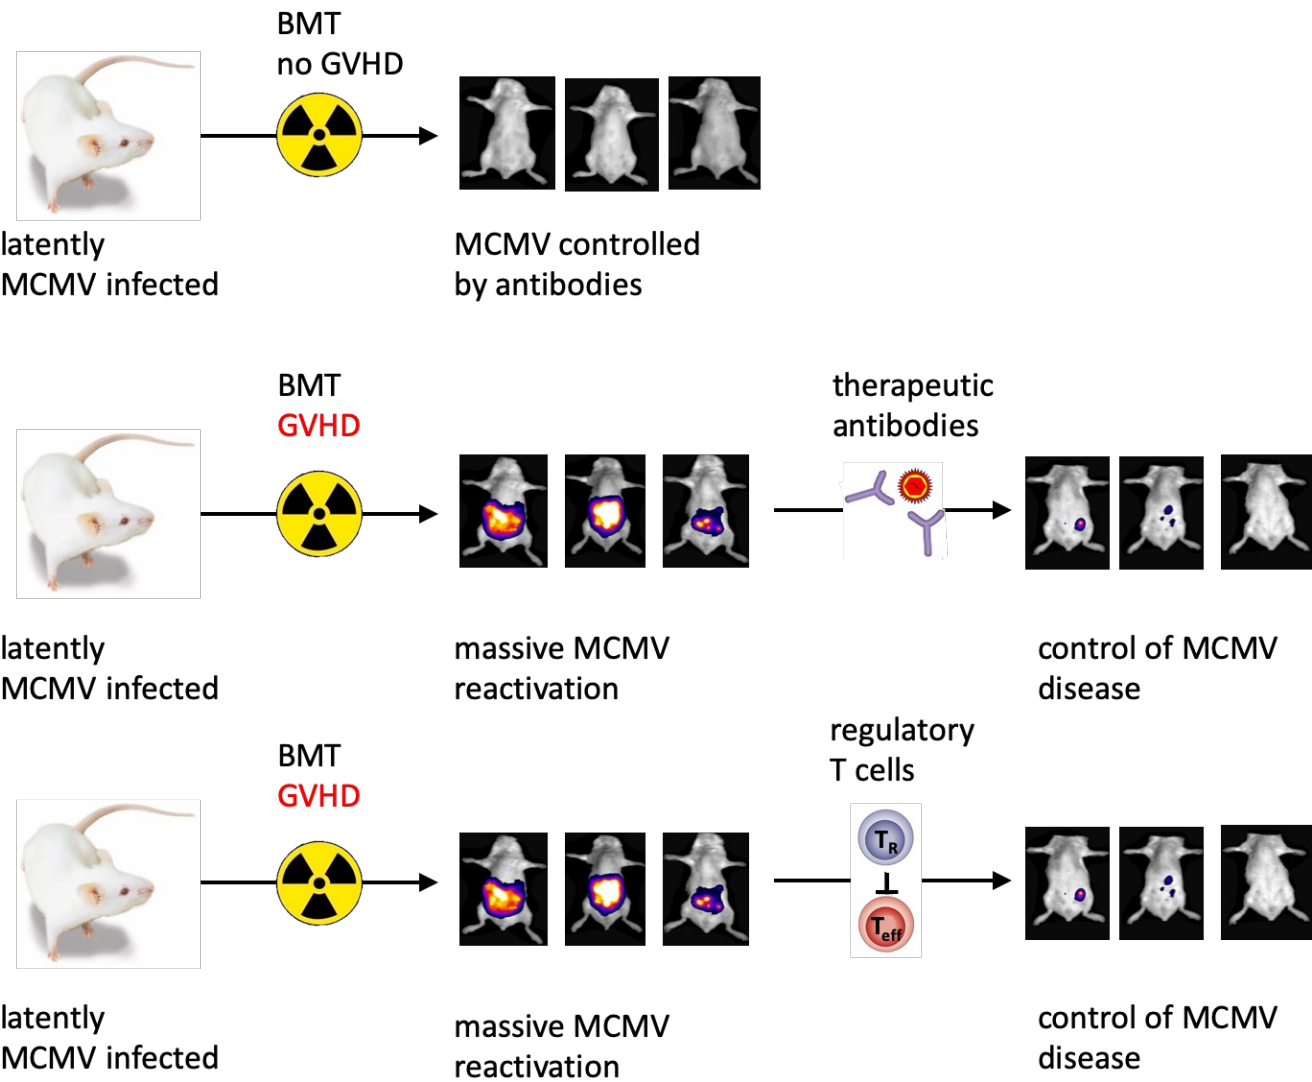 BMT
no GVHD
latently
MCMV infected
MCMV controlled
by antibodies
BMT
GVHD
therapeutic
antibodies
latently
MCMV infected
massive MCMV
reactivation
control of MCMV
disease
BMT
GVHD
regulatory
T cells
TR
Teff
latently
MCMV infected
massive MCMV
reactivation
control of MCMV
disease